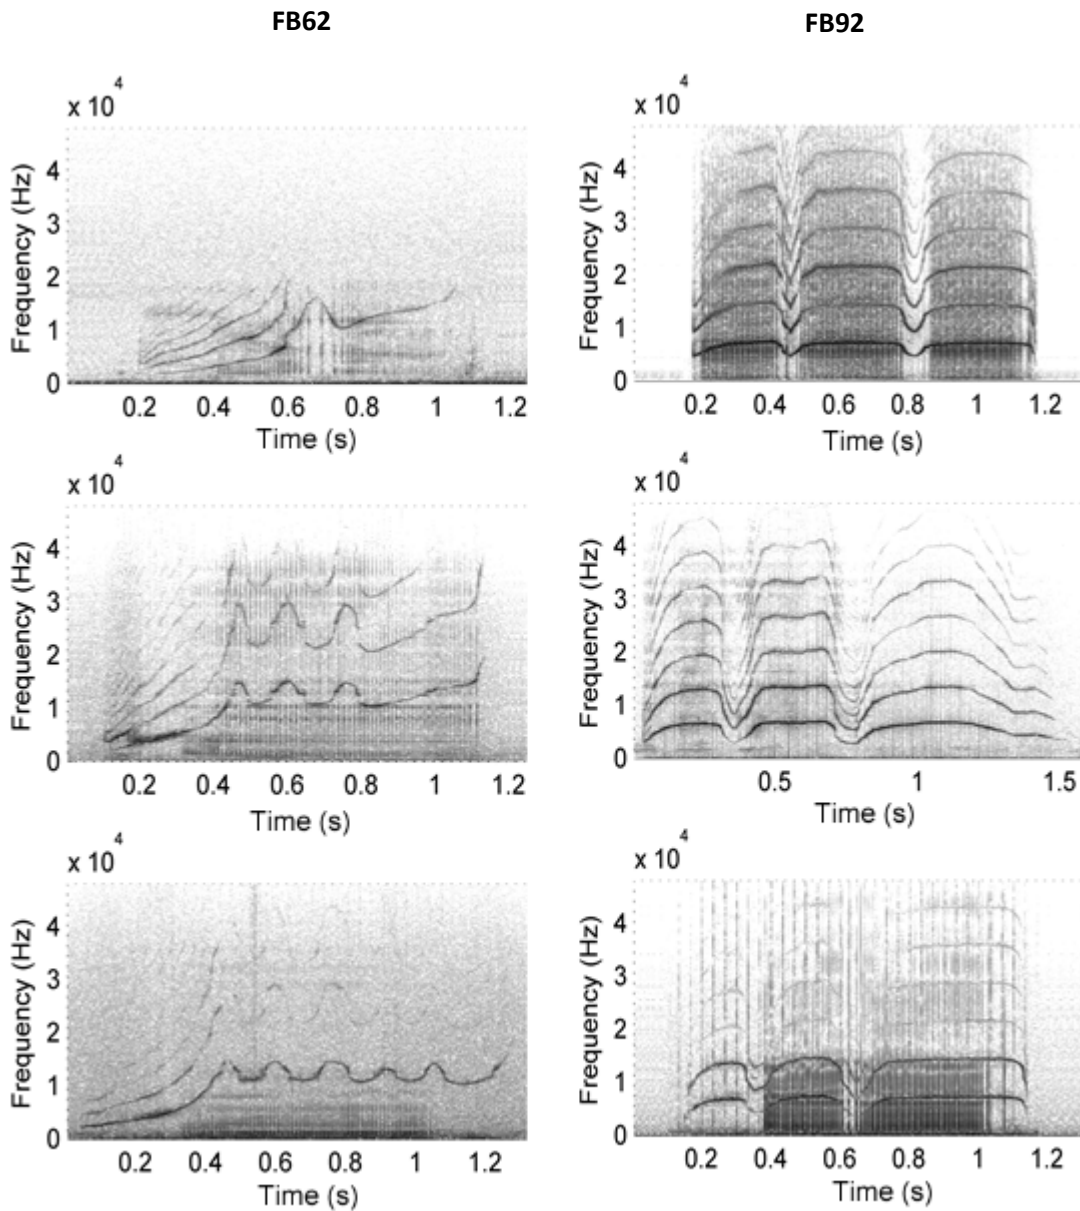 FB62 FB92
x 10^4 x 10^4
Frequency (Hz) Frequency (Hz)
4 4
3 3
2 2
1 1
0 0
0.2 0.4 0.6 0.8 1 1.2 0.2 0.4 0.6 0.8 1 1.2
Time (s) Time (s)
x 10^4 x 10^4
Frequency (Hz) Frequency (Hz)
4 4
3 3
2 2
1 1
0 0
0.2 0.4 0.6 0.8 1 1.2 0.5 1 1.5
Time (s) Time (s)
x 10^4 x 10^4
Frequency (Hz) Frequency (Hz)
4 4
3 3
2 2
1 1
0 0
0.2 0.4 0.6 0.8 1 1.2 0.2 0.4 0.6 0.8 1 1.2
Time (s) Time (s)